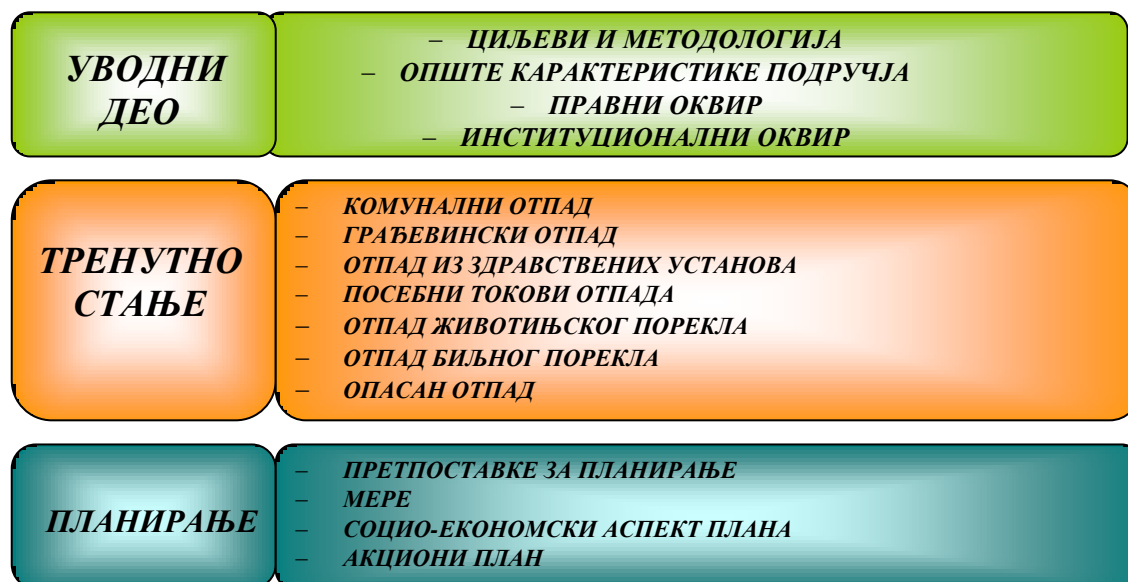 УВОДНИ
ДЕО
– ЦИЉЕВИ И МЕТОДОЛОГИЈА
– ОПШТЕ КАРАКТЕРИСТИКЕ ПОДРУЧЈА
– ПРАВНИ ОКВИР
– ИНСТИТУЦИОНАЛНИ ОКВИР
ТРЕНУТНО
СТАЊЕ
– КОМУНАЛНИ ОТПАД
– ГРАЂЕВИНСКИ ОТПАД
– ОТПАД ИЗ ЗДРАВСТВЕНИХ УСТАНОВА
– ПОСЕБНИ ТОКОВИ ОТПАДА
– ОТПАД ЖИВОТИЊСКОГ ПОРЕКЛА
– ОТПАД БИЉНОГ ПОРЕКЛА
– ОПАСАН ОТПАД
ПЛАНИРАЊЕ
– ПРЕТПОСТАВКЕ ЗА ПЛАНИРАЊЕ
– МЕРЕ
– СОЦИО-ЕКОНОМСКИ АСПЕКТ ПЛАНА
– АКЦИОНИ ПЛАН